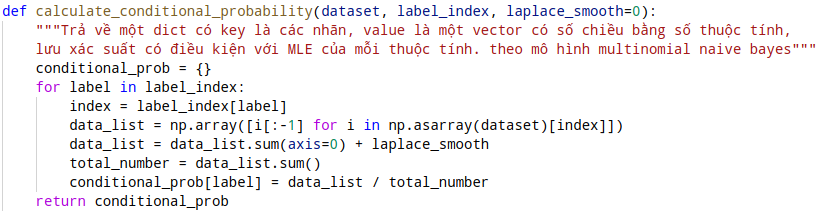 def calculate_conditional_probability(dataset, label_index, laplace_smooth=0):
    """Trả về một dict có key là các nhãn, value là một vector có số chiều bằng số thuộc tính,
    lưu xác suất có điều kiện với MLE của mỗi thuộc tính. theo mô hình multinomial naive bayes"""
    conditional_prob = {}
    for label in label_index:
        index = label_index[label]
        data_list = np.array([i[:-1] for i in np.asarray(dataset)[index]])
        data_list = data_list.sum(axis=0) + laplace_smooth
        total_number = data_list.sum()
        conditional_prob[label] = data_list / total_number
    return conditional_prob